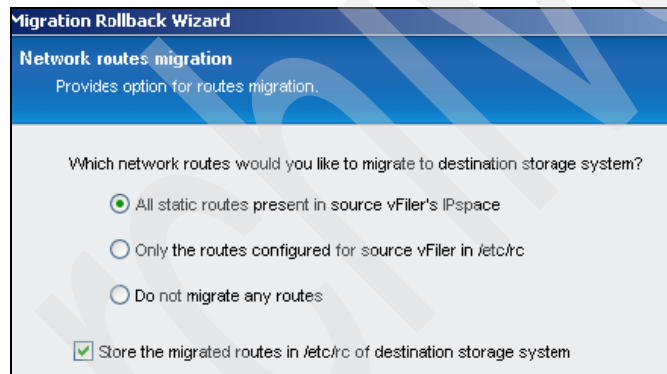 Migration Rollback Wizard
Network routes migration
Provides option for routes migration.
Which network routes would you like to migrate to destination storage system?
All static routes present in source vFiler's IPspace
Only the routes configured for source vFiler in /etc/rc
Do not migrate any routes
Store the migrated routes in /etc/rc of destination storage system